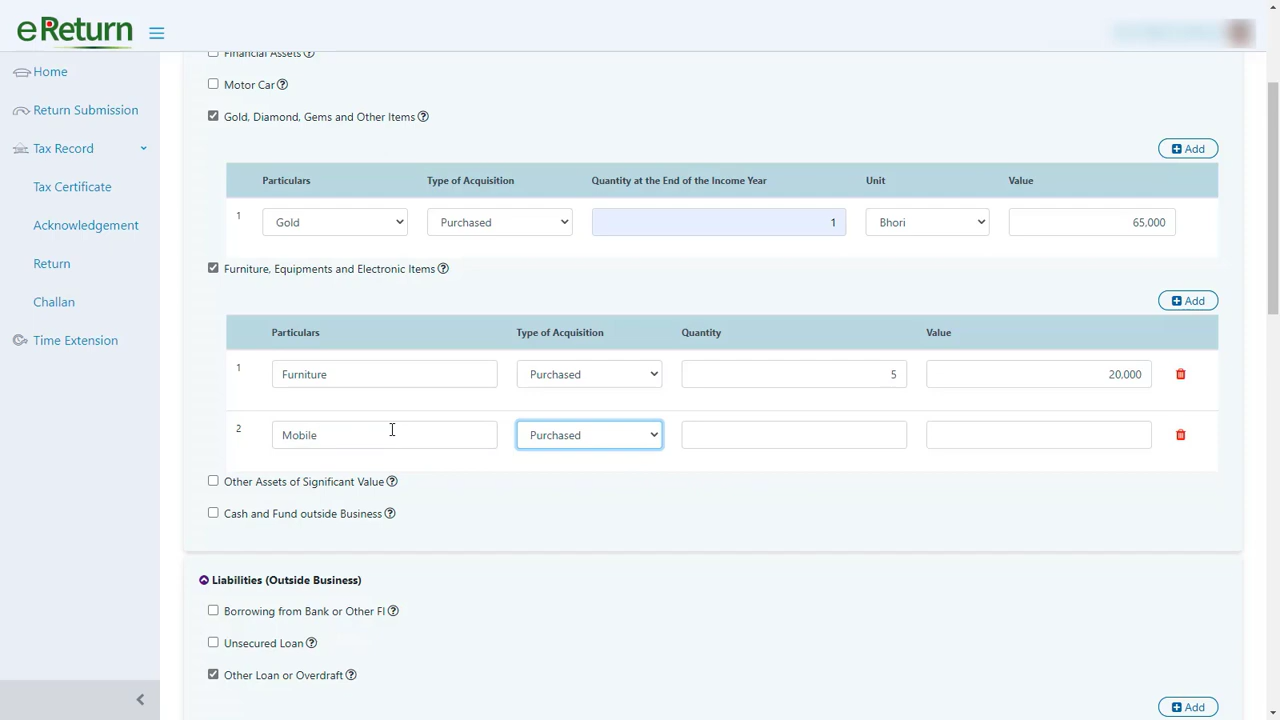 eReturn
Home
Return Submission
Tax Record
Tax Certificate
Acknowledgement
Return
Challan
Time Extension
Financial Assets
Motor Car
Gold, Diamond, Gems and Other Items
Add
Particulars Type of Acquisition Quantity at the End of the Income Year Unit Value
1 Gold Purchased 1 Bhori 65,000
Furniture, Equipments and Electronic Items
Add
Particulars Type of Acquisition Quantity Value
1 Furniture Purchased 5 20,000
2 Mobile Purchased
Other Assets of Significant Value
Cash and Fund outside Business
Liabilities (Outside Business)
Borrowing from Bank or Other FI
Unsecured Loan
Other Loan or Overdraft
Add